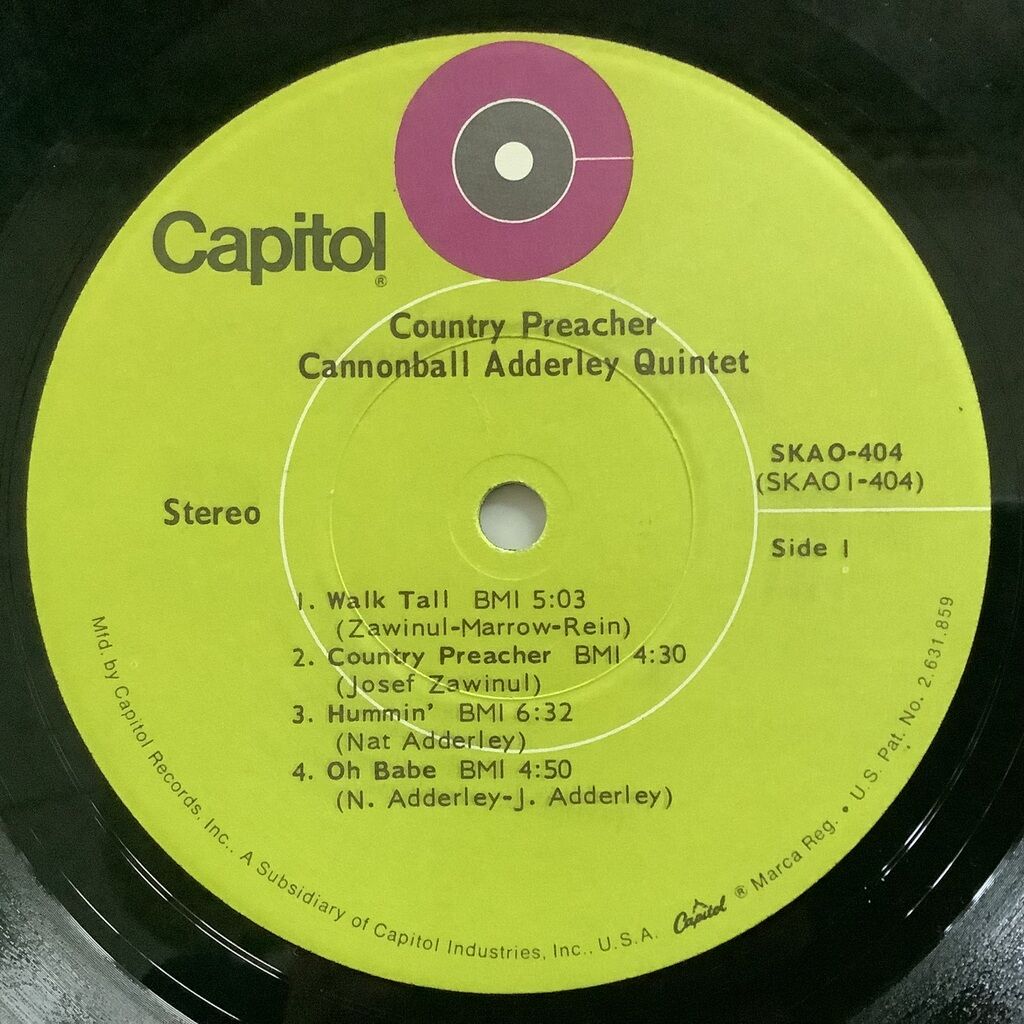 Capitol®
Country Preacher
Cannonball Adderley Quintet
SKAO-404
(SKAO1-404)
Stereo
Side 1
1. Walk Tall BMI 5:03
(Zawinul-Marrow-Rein)
2. Country Preacher BMI 4:30
(Josef Zawinul)
3. Hummin' BMI 6:32
(Nat Adderley)
4. Oh Babe BMI 4:50
(N. Adderley-J. Adderley)
Mfd. by Capitol Records, Inc., A Subsidiary of Capitol Industries, Inc., U.S.A. Capitol ® Marca Reg. • U.S. Pat. No. 2.631.859